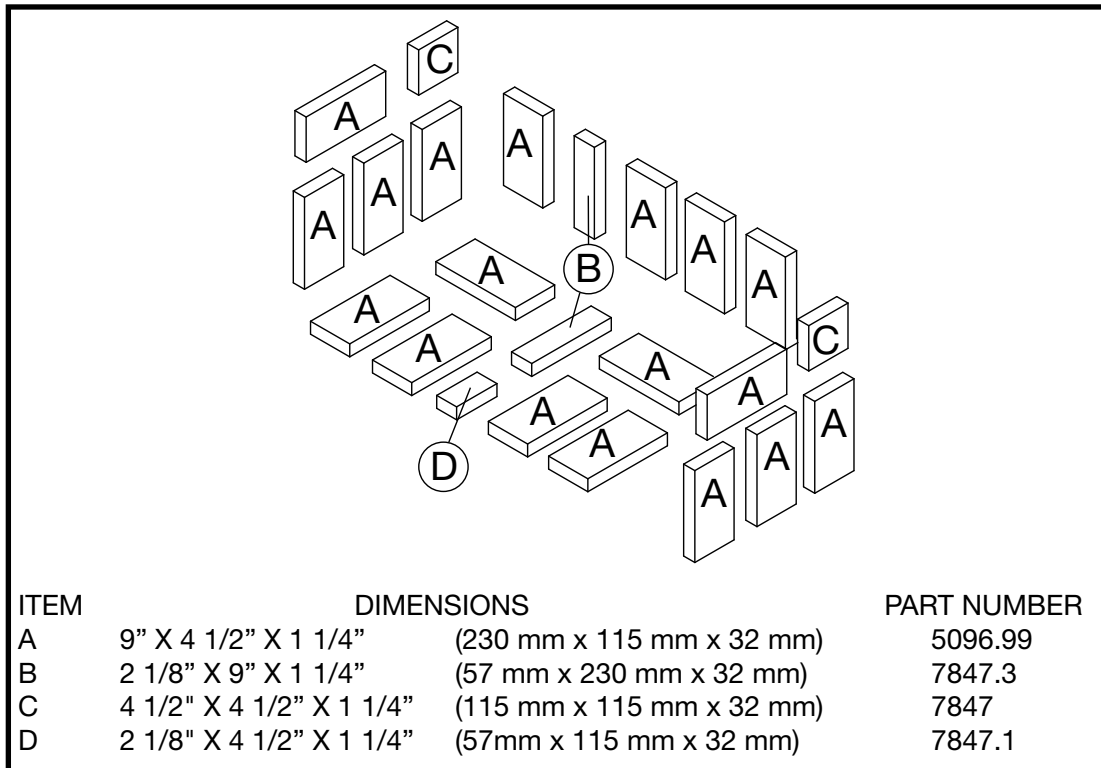 C
A
A
A
A
A
A
A
B
A
A
A
C
A
A
A
A
A
A
A
D
A
ITEM DIMENSIONS PART NUMBER
A 9” X 4 1/2” X 1 1/4” (230 mm x 115 mm x 32 mm) 5096.99
B 2 1/8” X 9” X 1 1/4” (57 mm x 230 mm x 32 mm) 7847.3
C 4 1/2" X 4 1/2” X 1 1/4” (115 mm x 115 mm x 32 mm) 7847
D 2 1/8" X 4 1/2” X 1 1/4” (57mm x 115 mm x 32 mm) 7847.1